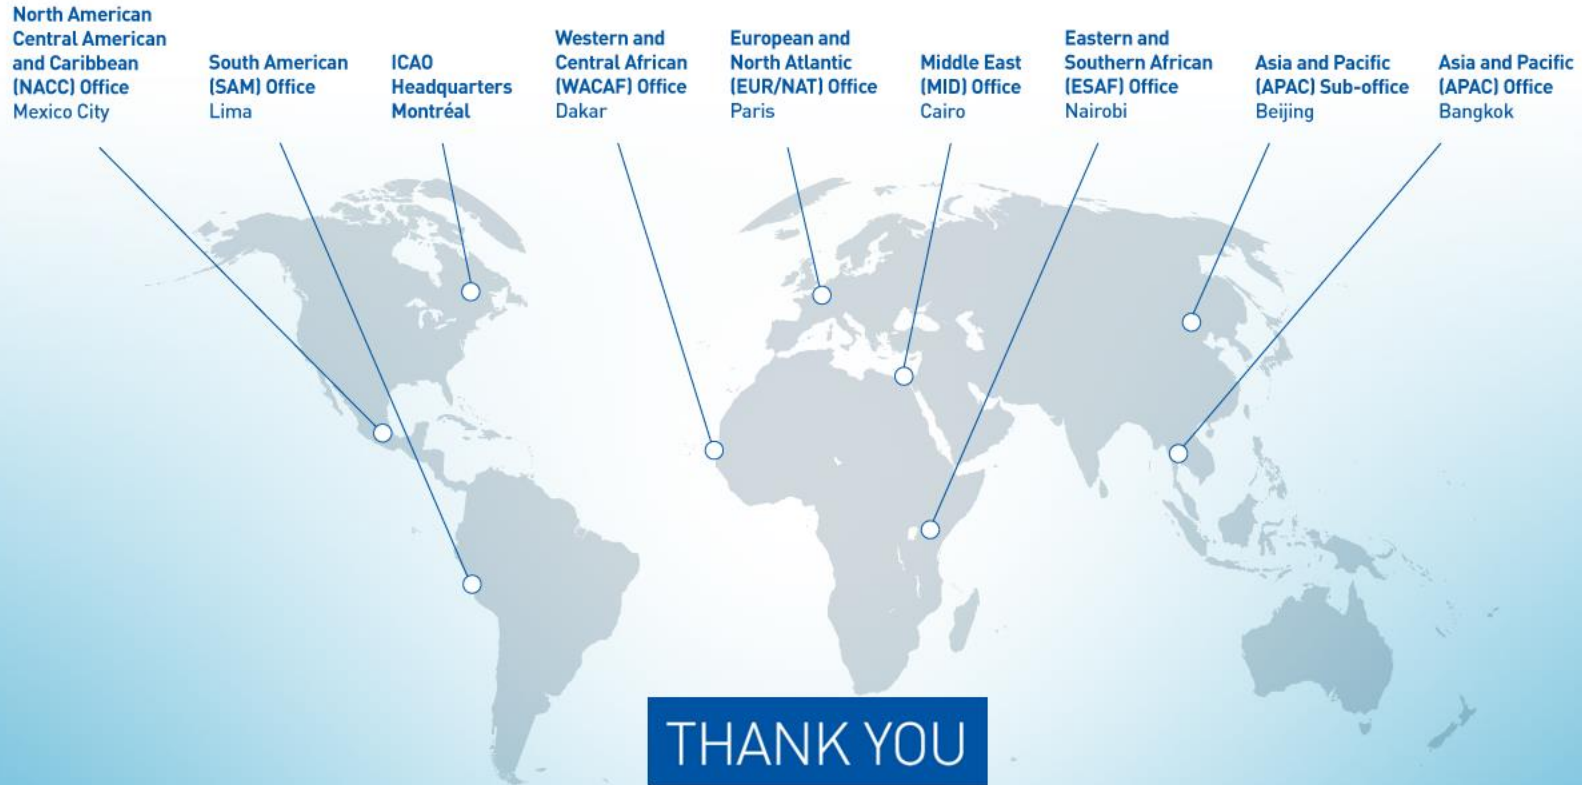 North American
Central American
and Caribbean
(NACC) Office
Mexico City
South American
(SAM) Office
Lima
ICAO
Headquarters
Montréal
Western and
Central African
(WACAF) Office
Dakar
European and
North Atlantic
(EUR/NAT) Office
Paris
Middle East
(MID) Office
Cairo
Eastern and
Southern African
(ESAF) Office
Nairobi
Asia and Pacific
(APAC) Sub-office
Beijing
Asia and Pacific
(APAC) Office
Bangkok
THANK YOU